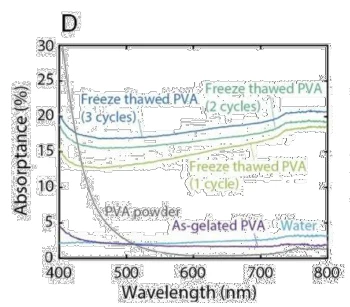 D
30
25
20
15
10
5
0
Absorptance (%)
Freeze thawed PVA
(3 cycles)
Freeze thawed PVA
(2 cycles)
Freeze thawed PVA
(1 cycle)
PVA powder
As-gelated PVA
Water
400 500 600 700 800
Wavelength (nm)